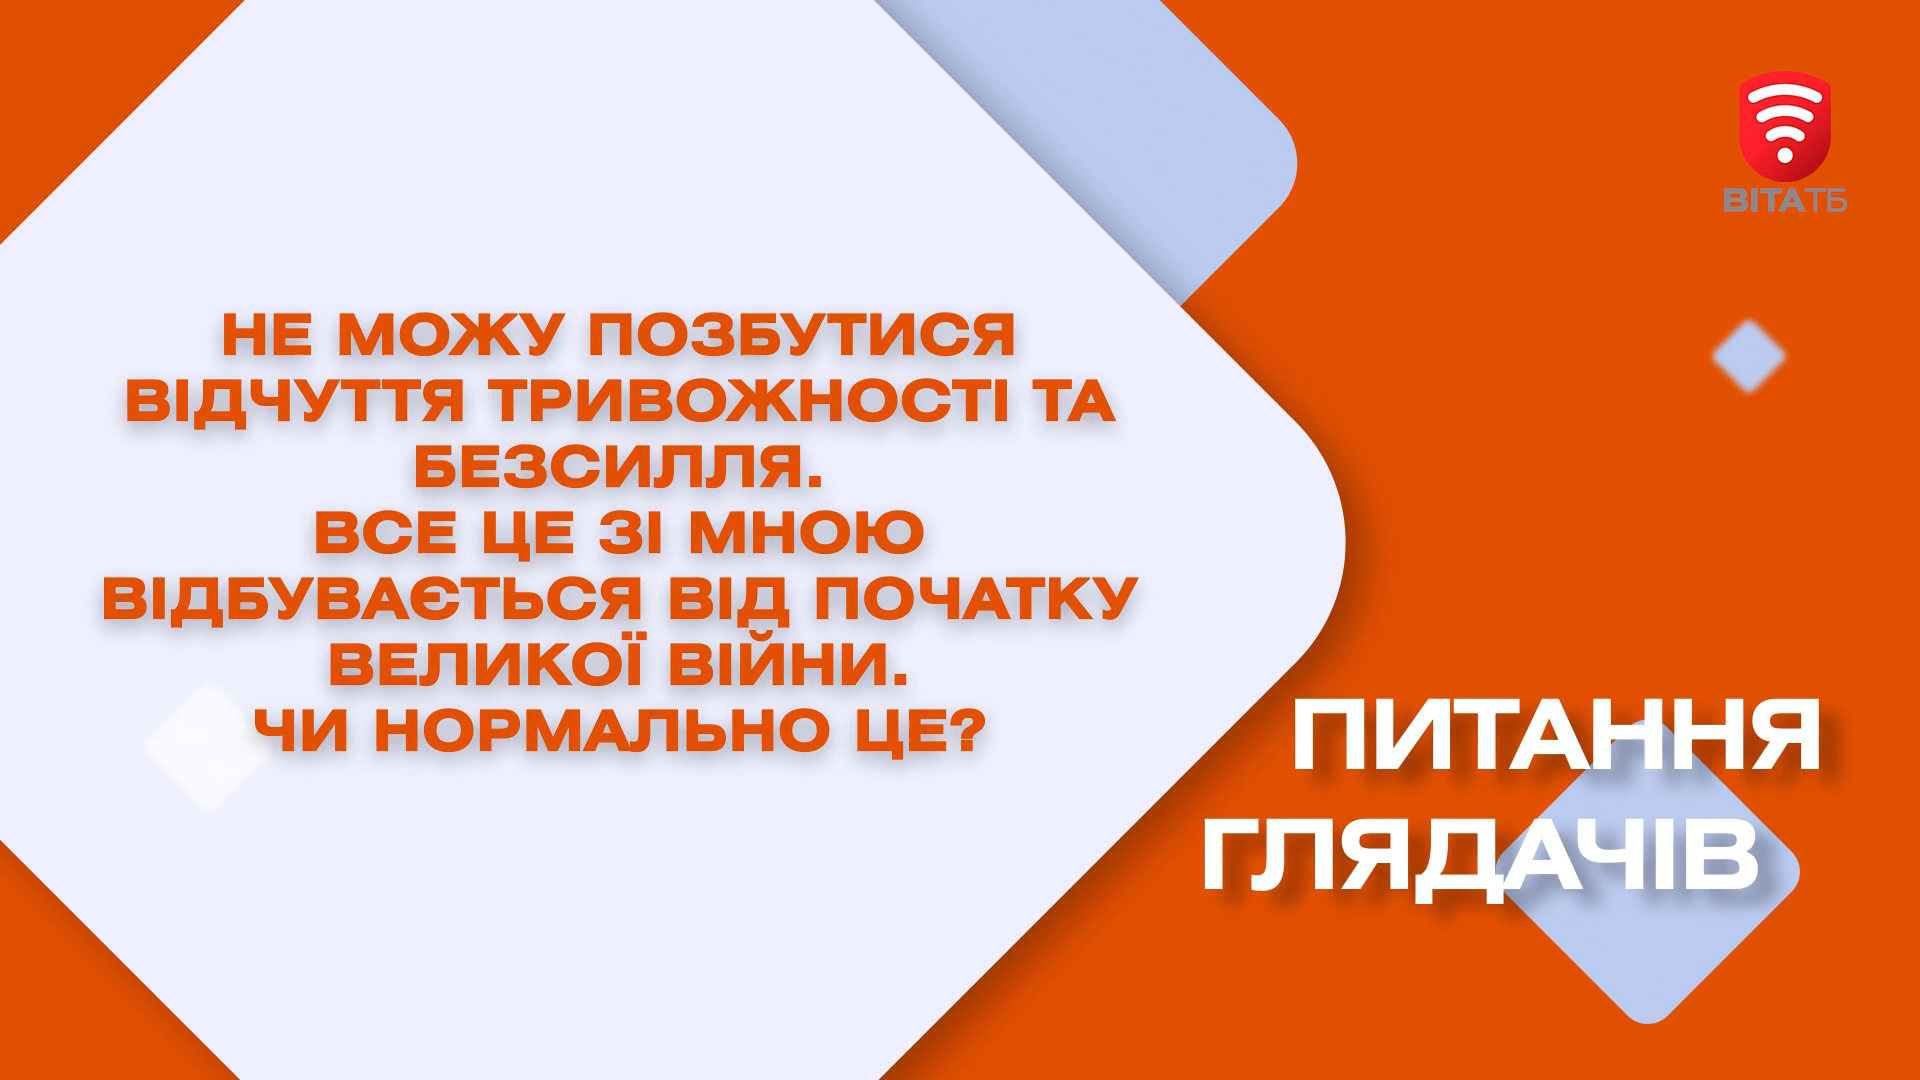 НЕ МОЖУ ПОЗБУТИСЯ
ВІДЧУТТЯ ТРИВОЖНОСТІ ТА
БЕЗСИЛЛЯ.
ВСЕ ЦЕ ЗІ МНОЮ
ВІДБУВАЄТЬСЯ ВІД ПОЧАТКУ
ВЕЛИКОЇ ВІЙНИ.
ЧИ НОРМАЛЬНО ЦЕ?
ВІТАТБ
ПИТАННЯ
ГЛЯДАЧІВ